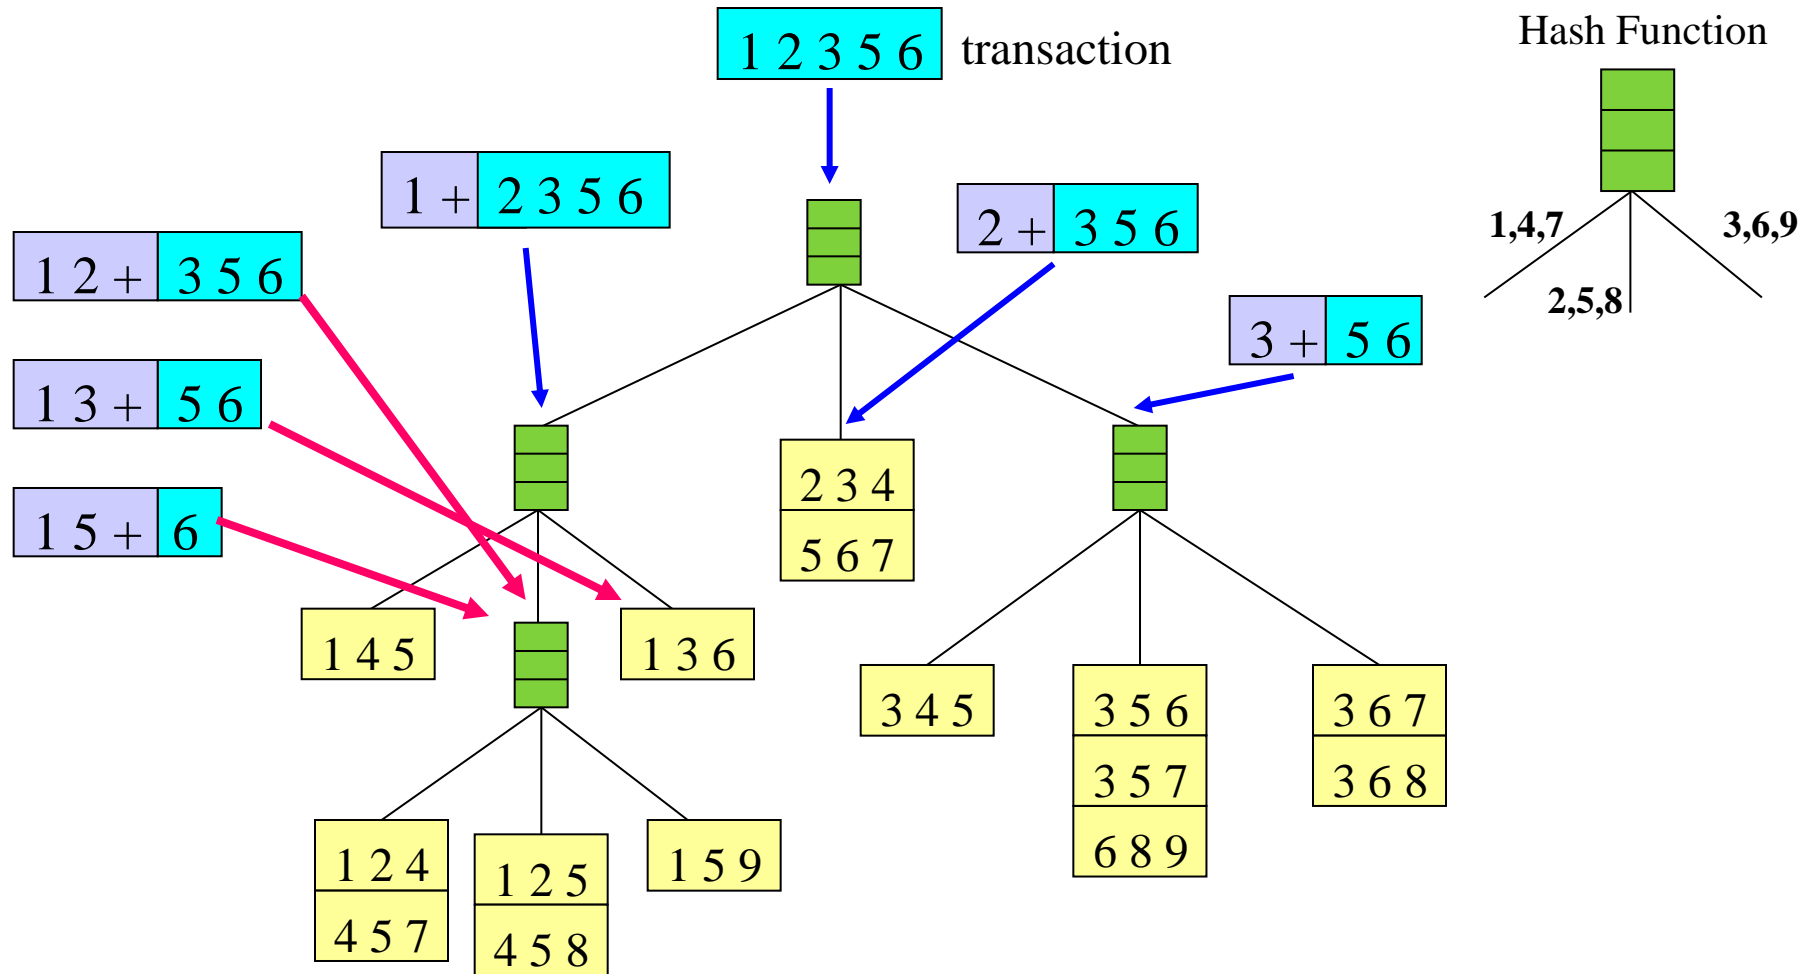 1 2 3 5 6 transaction
Hash Function
1 + 2 3 5 6
2 + 3 5 6
1,4,7
3,6,9
2,5,8
1 2 + 3 5 6
3 + 5 6
1 3 + 5 6
1 5 + 6
2 3 4
5 6 7
1 4 5
1 3 6
3 4 5
3 5 6
3 6 7
3 5 7
3 6 8
6 8 9
1 2 4
1 2 5
1 5 9
4 5 7
4 5 8